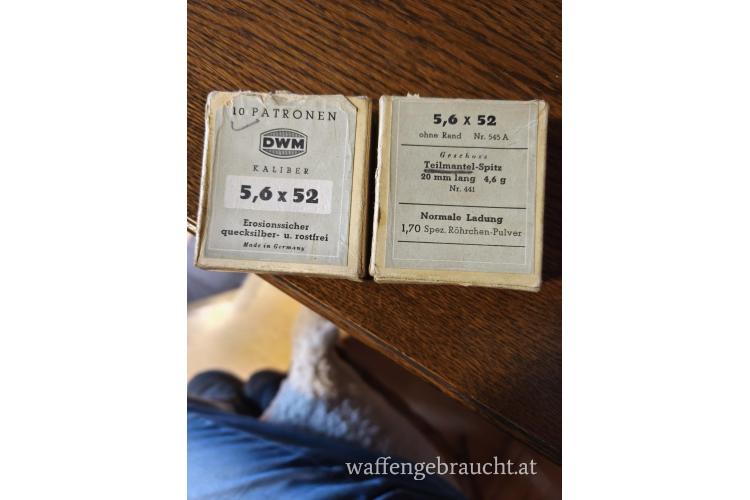 10 PATRONEN
DWM
KALIBER
5,6 x 52
Erosionssicher
quecksilber- u. rostfrei
Made in Germany
5,6 x 52
ohne Rand Nr. 545 A
Geschoss
Teilmantel-Spitz
20 mm lang 4,6 g
Nr. 441
Normale Ladung
1,70 Spez. Röhrchen-Pulver
waffengebraucht.at